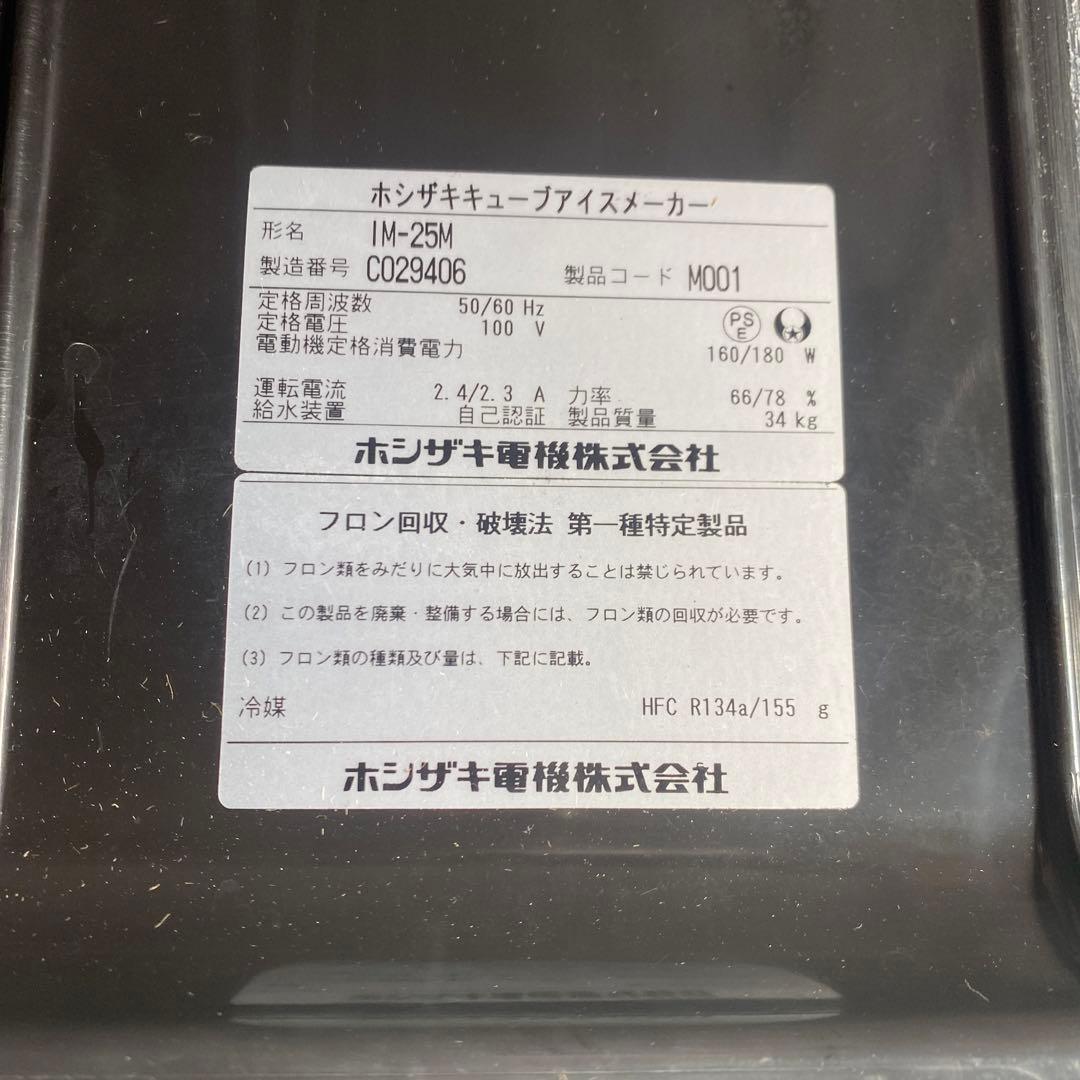 ホシザキキューブアイスメーカー
形名 IM-25M
製造番号 C029406 製品コード M001
定格周波数 50/60 Hz
定格電圧 100 V
PS
E
電動機定格消費電力 160/180 W
運転電流 2.4/2.3 A 力率 66/78 %
給水装置 自己認証 製品質量 34 kg
ホシザキ電機株式会社
フロン回収・破壊法 第一種特定製品
(1) フロン類をみだりに大気中に放出することは禁じられています。
(2) この製品を廃棄・整備する場合には、フロン類の回収が必要です。
(3) フロン類の種類及び量は、下記に記載。
冷媒 HFC R134a/155 g
ホシザキ電機株式会社